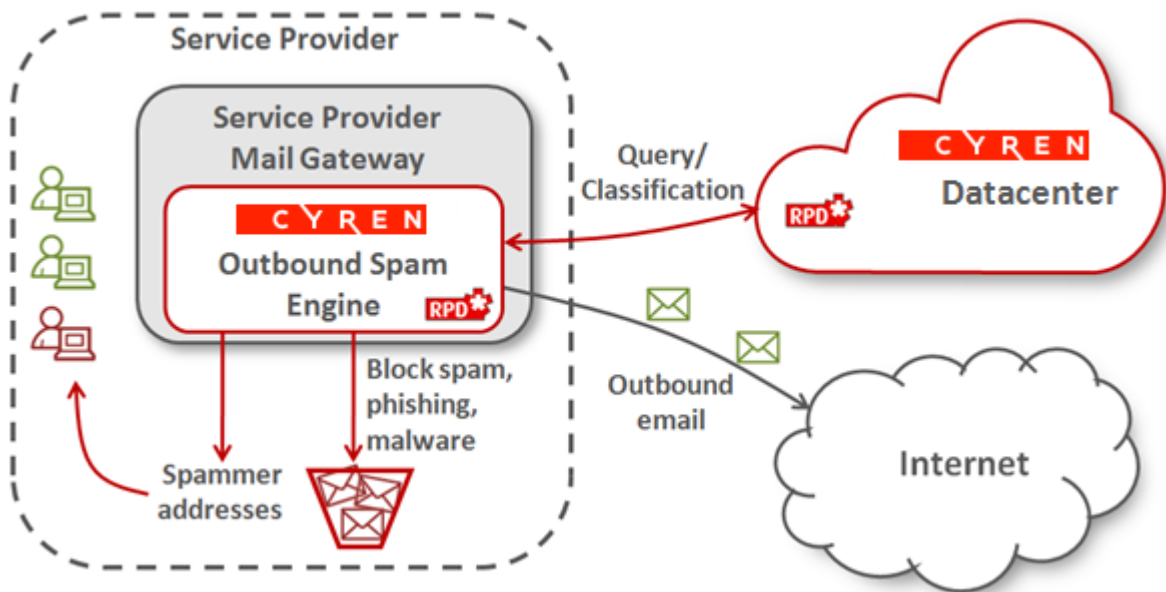 Service Provider
Service Provider
Mail Gateway
CYREN
Outbound Spam
Engine
RPD
Query/
Classification
CYREN
Datacenter
RPD
Block spam,
phishing,
malware
Spammer
addresses
Outbound
email
Internet